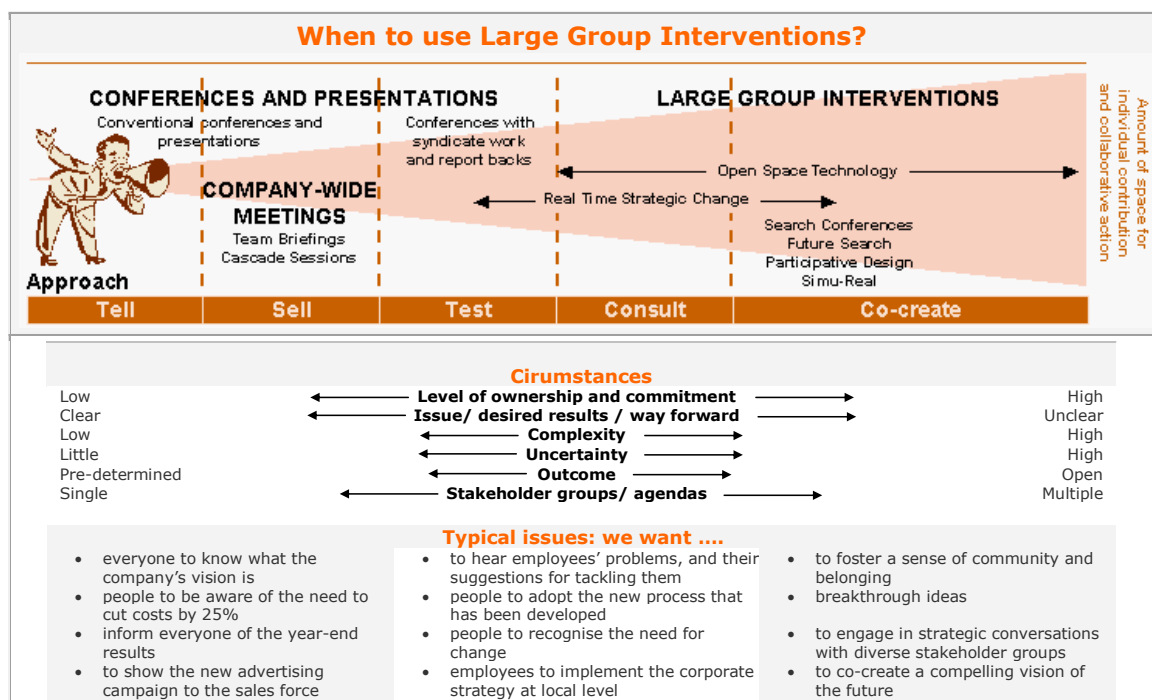 When to use Large Group Interventions?
CONFERENCES AND PRESENTATIONS
Conventional conferences and
presentations
Conferences with
syndicate work
and report backs
COMPANY-WIDE
MEETINGS
Team Briefings
Cascade Sessions
LARGE GROUP INTERVENTIONS
Open Space Technology
Real Time Strategic Change
Search Conferences
Future Search
Participative Design
Simu-Real
Amount of space for
individual contribution
and collaborative action
Approach
Tell Sell Test Consult Co-create
Cirumstances
Low Level of ownership and commitment High
Clear Issue/ desired results / way forward Unclear
Low Complexity High
Little Uncertainty High
Pre-determined Outcome Open
Single Stakeholder groups/ agendas Multiple
Typical issues: we want ....
• everyone to know what the
company's vision is
• people to be aware of the need to
cut costs by 25%
• inform everyone of the year-end
results
• to show the new advertising
campaign to the sales force
• to hear employees' problems, and their
suggestions for tackling them
• people to adopt the new process that
has been developed
• people to recognise the need for
change
• employees to implement the corporate
strategy at local level
• to foster a sense of community and
belonging
• breakthrough ideas
• to engage in strategic conversations
with diverse stakeholder groups
• to co-create a compelling vision of
the future